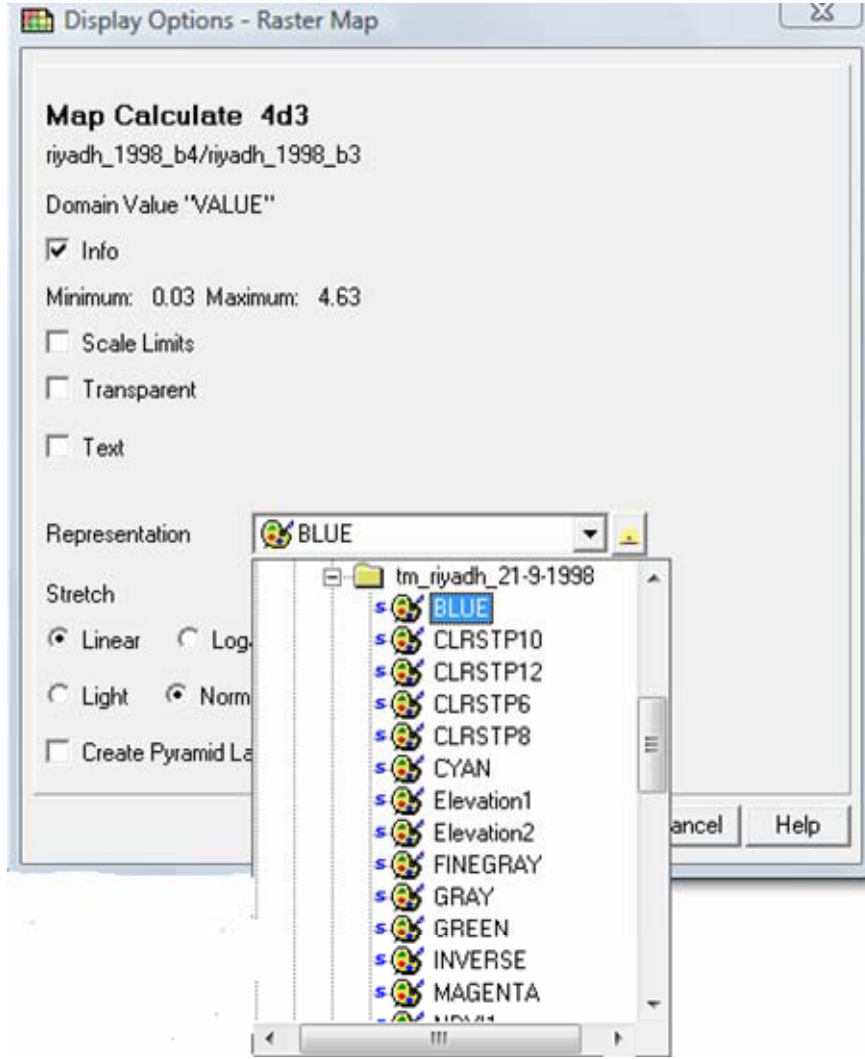 Display Options - Raster Map
Map Calculate 4d3
riyadh_1998_b4/riyadh_1998_b3
Domain Value "VALUE"
Info
Minimum: 0.03 Maximum: 4.63
Scale Limits
Transparent
Text
Representation BLUE
tm_riyadh_21-9-1998
Stretch
BLUE
Linear
CLRSTP10
CLRSTP12
Light Norm
CLRSTP6
CLRSTP8
Create Pyramid La
CYAN
Elevation1
Elevation2
ancel Help
FINEGRAY
GRAY
GREEN
INVERSE
MAGENTA